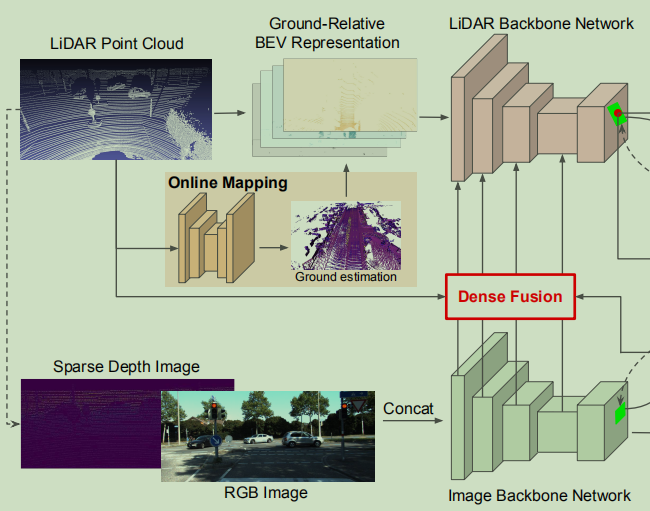 LiDAR Point Cloud
Ground-Relative
BEV Representation
LiDAR Backbone Network
Online Mapping
Ground estimation
Dense Fusion
Sparse Depth Image
Concat
RGB Image
Image Backbone Network